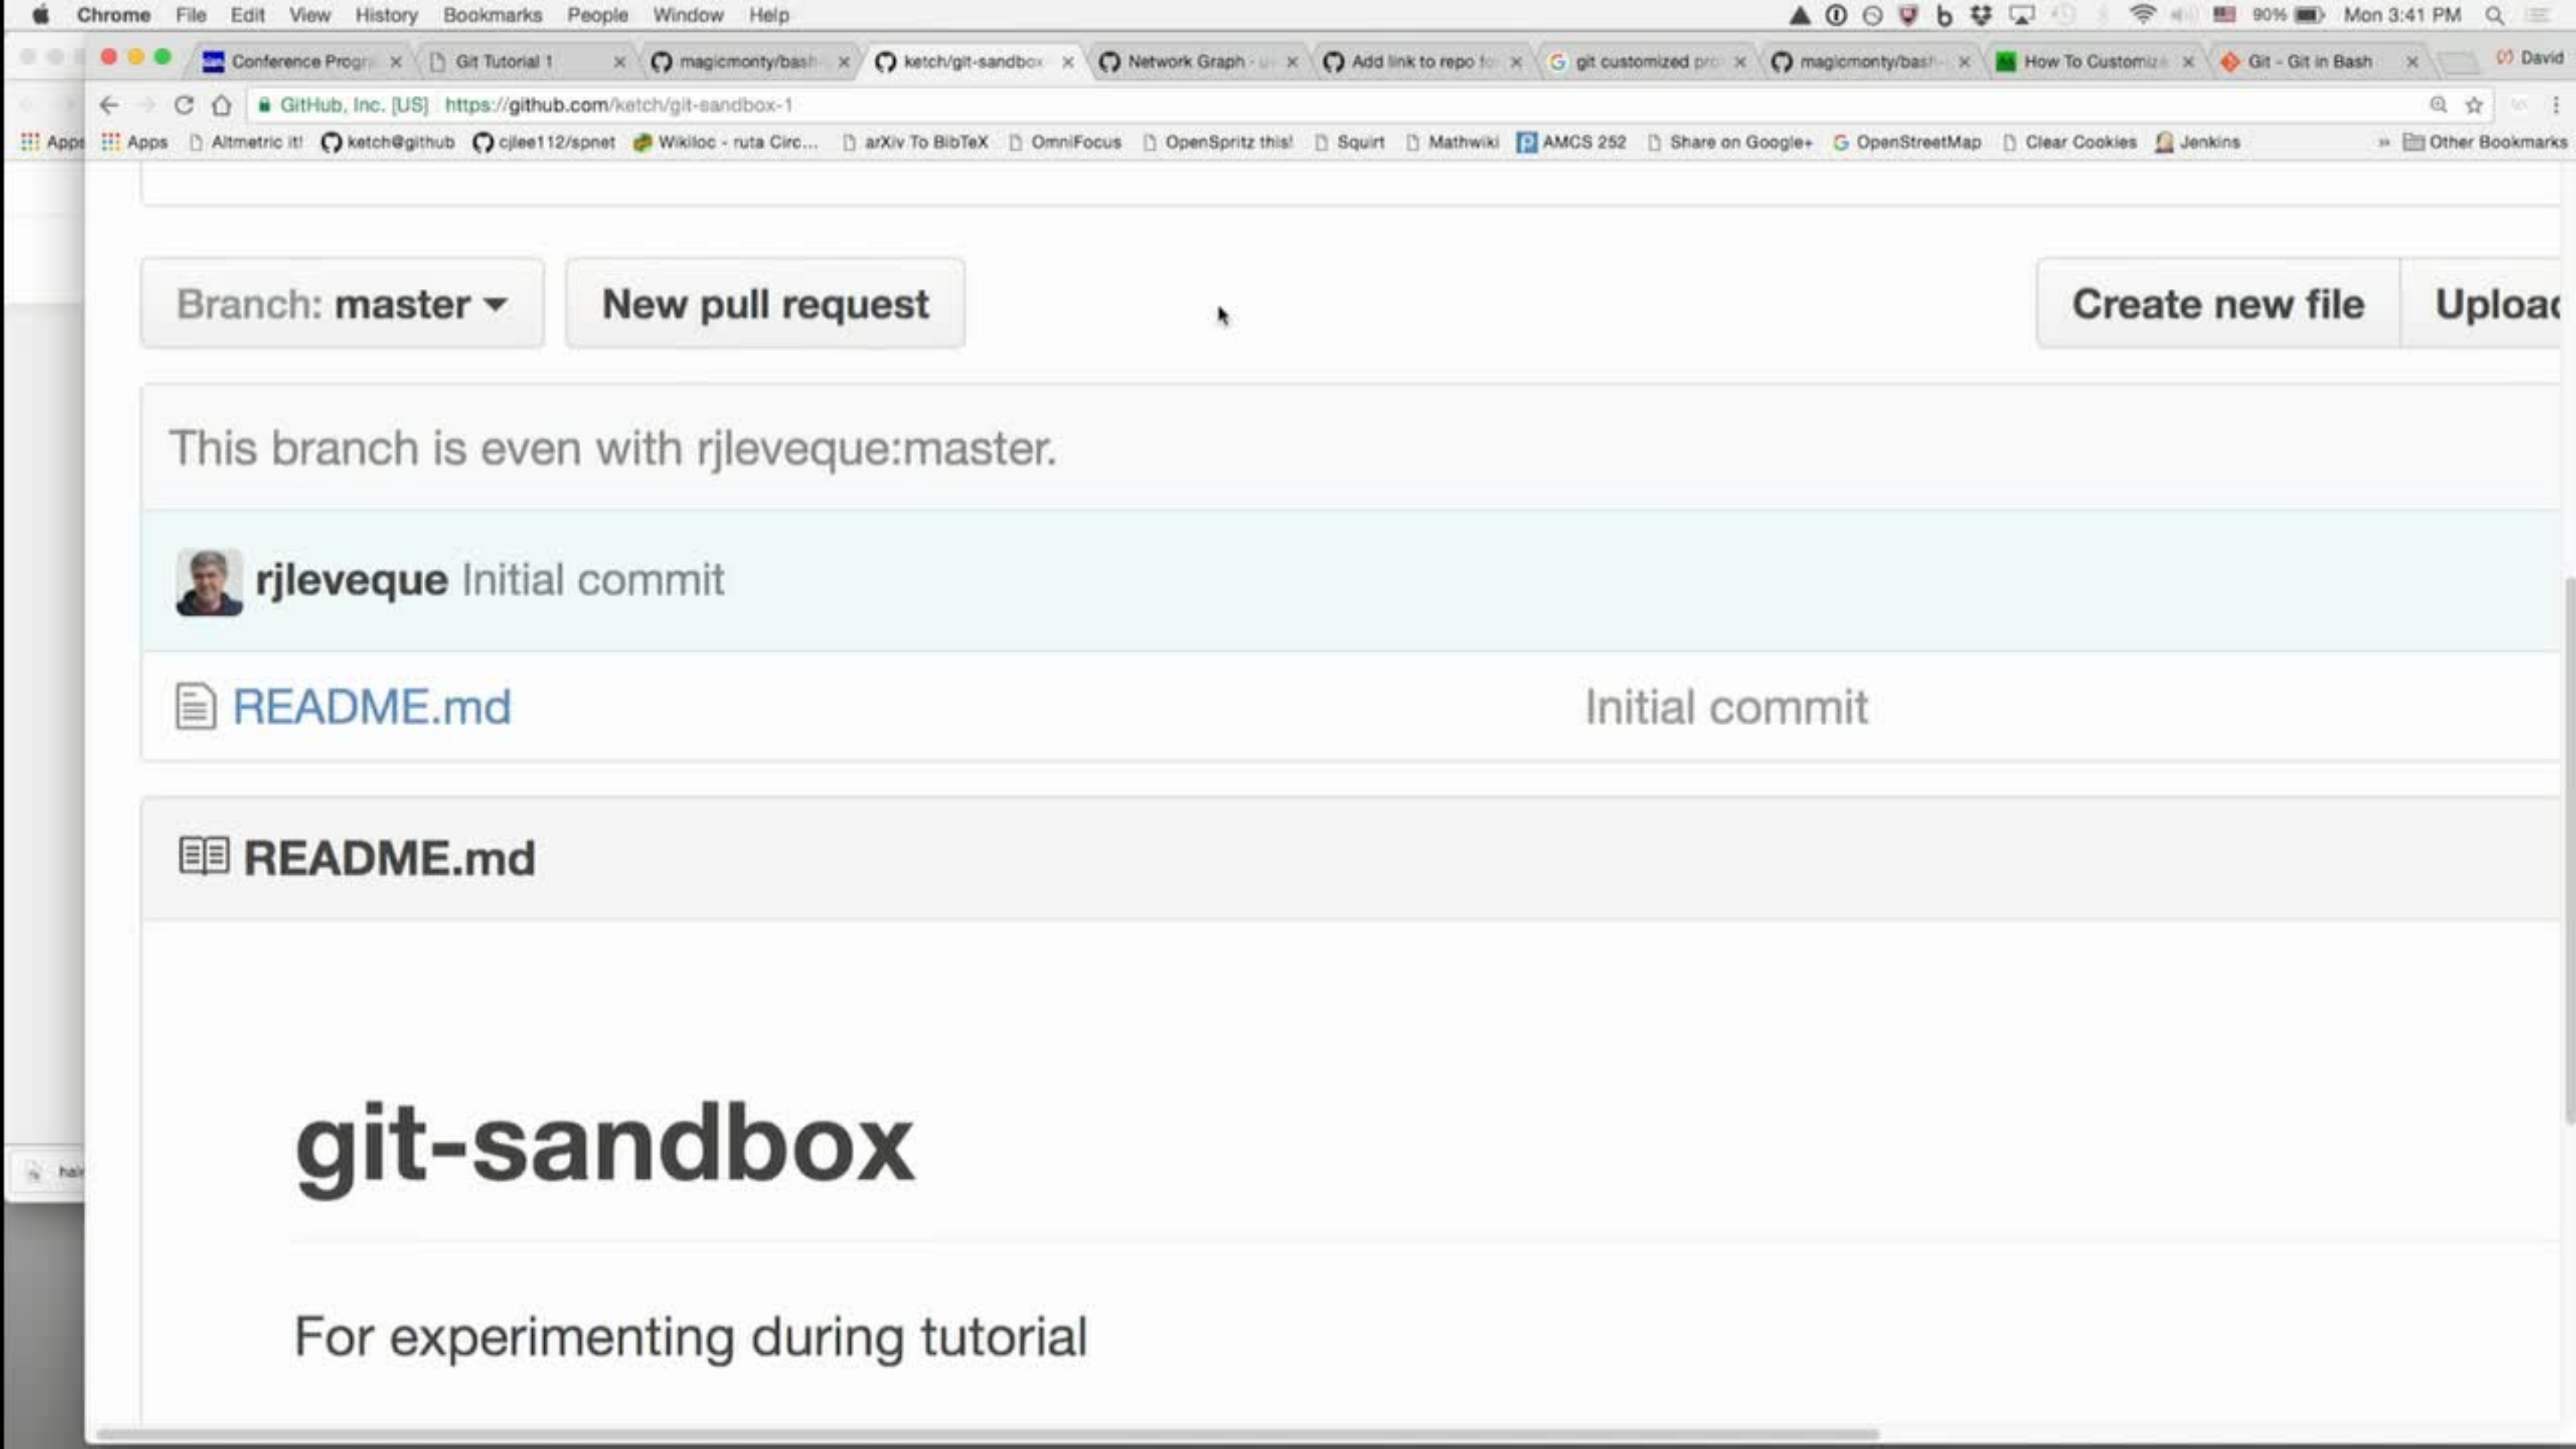 Chrome File Edit View History Bookmarks People Window Help 90% Mon 3:41 PM
Conference Progr Git Tutorial 1 magicmonty/bash ketch/git-sandbox Network Graph Add link to repo fo git customized pro magicmonty/bash How To Customize Git - Git in Bash David
GitHub, Inc. [US] https://github.com/ketch/git-sandbox-1
Apps Apps Altmetric it! ketch@github cjlee112/spnet Wikiloc - ruta Circ... arXiv To BibTeX OmniFocus OpenSpritz this! Squirt Mathwiki AMCS 252 Share on Google+ OpenStreetMap Clear Cookies Jenkins » Other Bookmarks
Branch: master New pull request Create new file Upload
This branch is even with rjleveque:master.
rjleveque Initial commit
README.md Initial commit
README.md
git-sandbox
hair
For experimenting during tutorial